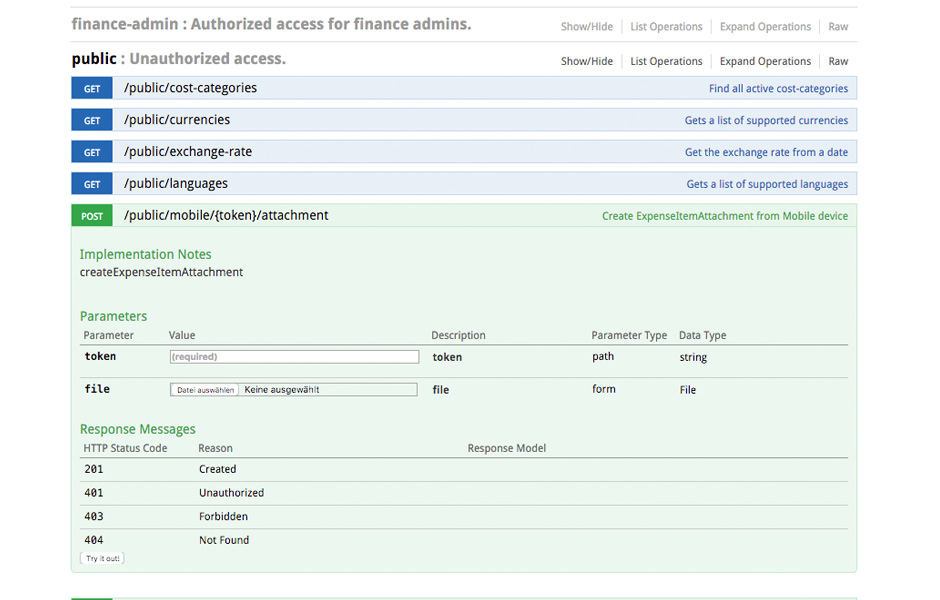 finance-admin : Authorized access for finance admins. Show/Hide List Operations Expand Operations Raw
public : Unauthorized access. Show/Hide List Operations Expand Operations Raw
GET /public/cost-categories Find all active cost-categories
GET /public/currencies Gets a list of supported currencies
GET /public/exchange-rate Get the exchange rate from a date
GET /public/languages Gets a list of supported languages
POST /public/mobile/{token}/attachment Create ExpenseItemAttachment from Mobile device
Implementation Notes
createExpenseItemAttachment
Parameters
Parameter Value Description Parameter Type Data Type
token (required) token path string
file Datei auswählen Keine ausgewählt file form File
Response Messages
HTTP Status Code Reason Response Model
201 Created
401 Unauthorized
403 Forbidden
404 Not Found
Try it out!